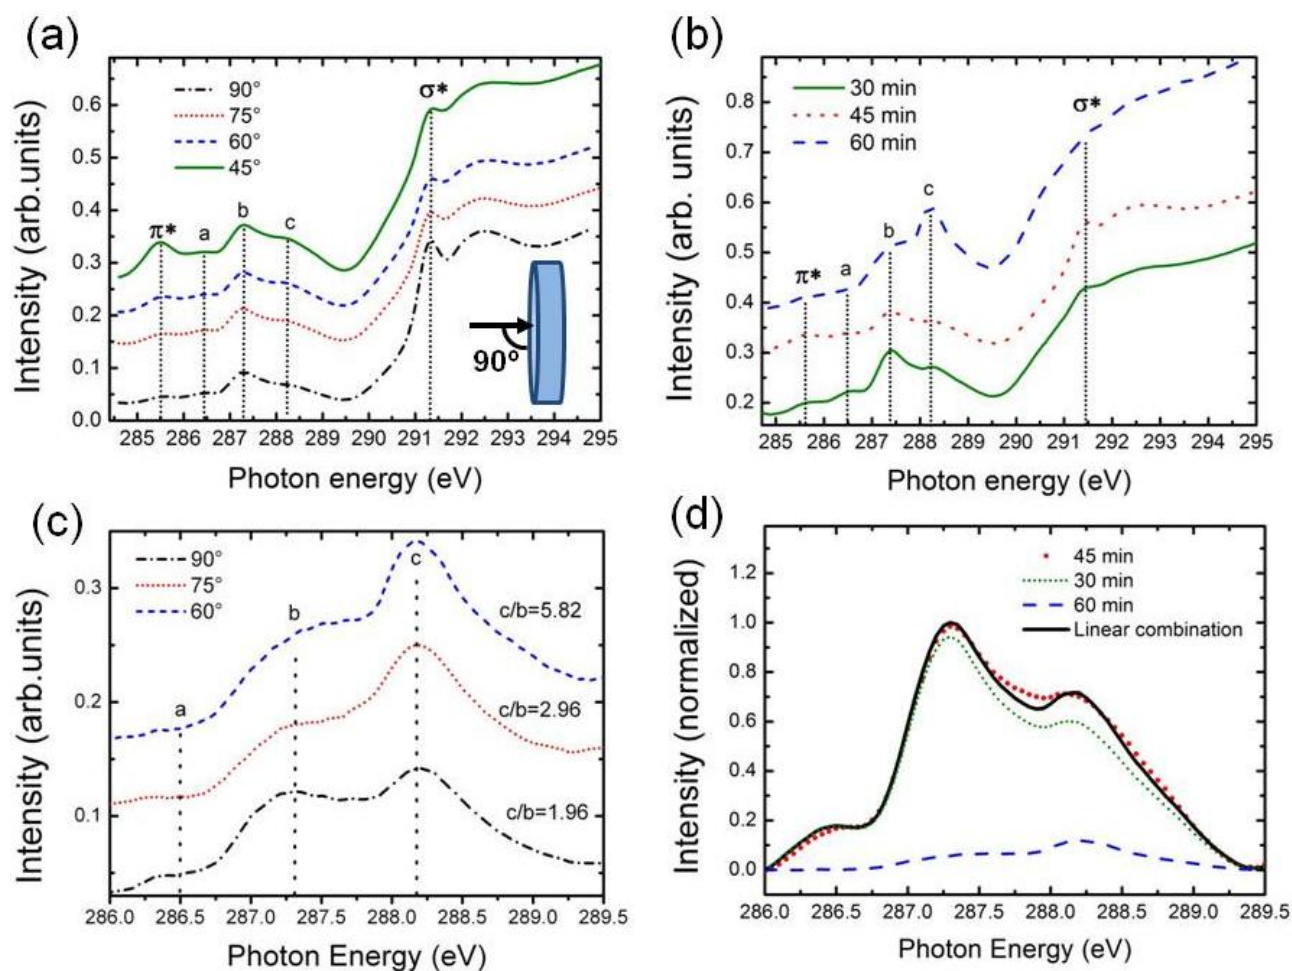 (a)
Intensity (arb.units)
0.6
0.5
0.4
0.3
0.2
0.1
0.0
90°
75°
60°
45°
π*
a
b
c
σ*
90°
285 286 287 288 289 290 291 292 293 294 295
Photon energy (eV)
(b)
Intensity (arb. units)
0.8
0.7
0.6
0.5
0.4
0.3
0.2
30 min
45 min
60 min
π*
a
b
c
σ*
285 286 287 288 289 290 291 292 293 294 295
Photon energy (eV)
(c)
Intensity (arb.units)
0.3
0.2
0.1
90°
75°
60°
a
b
c
c/b=5.82
c/b=2.96
c/b=1.96
286.0 286.5 287.0 287.5 288.0 288.5 289.0 289.5
Photon Energy (eV)
(d)
Intensity (normalized)
1.2
1.0
0.8
0.6
0.4
0.2
0.0
45 min
30 min
60 min
Linear combination
286.0 286.5 287.0 287.5 288.0 288.5 289.0 289.5
Photon Energy (eV)